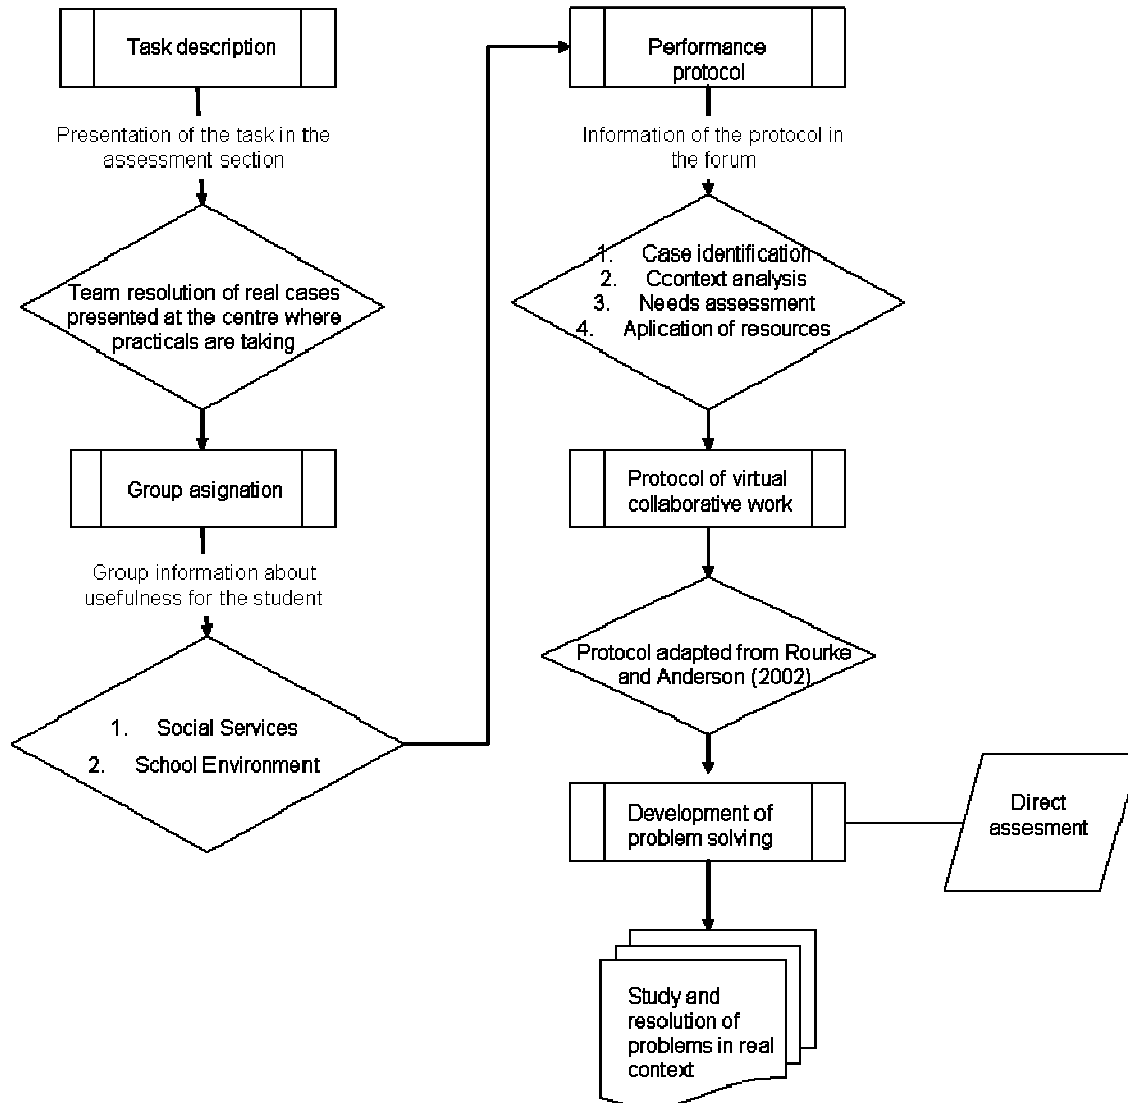 Task description
Presentation of the task in the
assessment section
Team resolution of real cases
presented at the centre where
practicals are taking
Group asignation
Group information about
usefulness for the student
1. Social Services
2. School Environment
Performance
protocol
Information of the protocol in
the forum
1. Case identification
2. Ccontext analysis
3. Needs assessment
4. Aplication of resources
Protocol of virtual
collaborative work
Protocol adapted from Rourke
and Anderson (2002)
Development of
problem solving
Direct
assesment
Study and
resolution of
problems in real
context